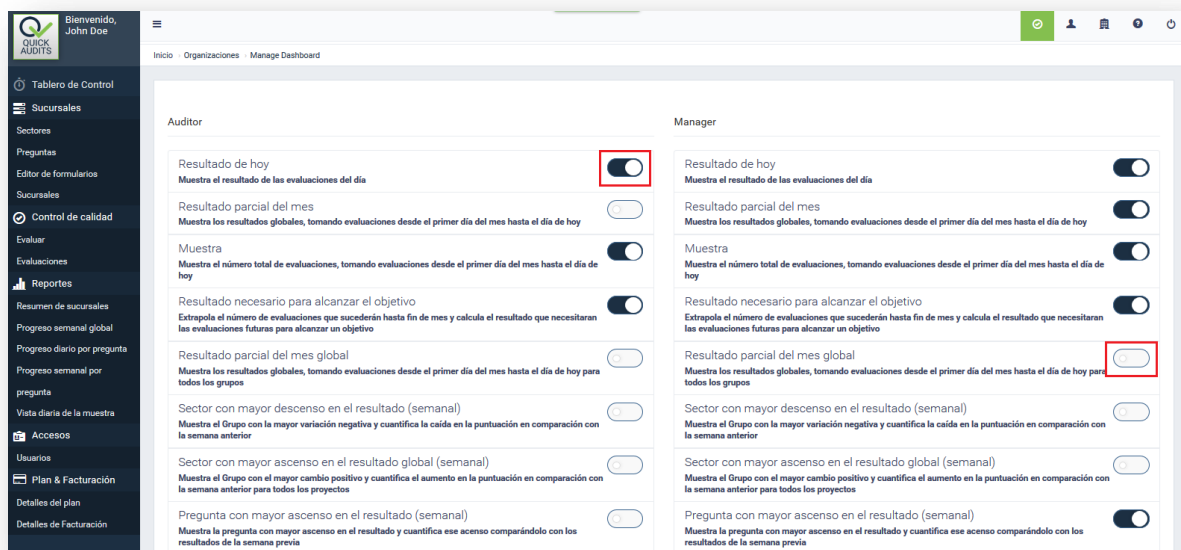 Bienvenido,
John Doe
QUICK
AUDITS
Inicio › Organizaciones › Manage Dashboard
Tablero de Control
Sucursales
Sectores
Preguntas
Editor de formularios
Sucursales
Control de calidad
Evaluar
Evaluaciones
Reportes
Resumen de sucursales
Progreso semanal global
Progreso diario por pregunta
Progreso semanal por
pregunta
Vista diaria de la muestra
Accesos
Usuarios
Plan & Facturación
Detalles del plan
Detalles de Facturación
Auditor
Resultado de hoy
Muestra el resultado de las evaluaciones del día
Resultado parcial del mes
Muestra los resultados globales, tomando evaluaciones desde el primer día del mes hasta el día de hoy
Muestra
Muestra el número total de evaluaciones, tomando evaluaciones desde el primer día del mes hasta el día de
hoy
Resultado necesario para alcanzar el objetivo
Extrapola el número de evaluaciones que sucederán hasta fin de mes y calcula el resultado que necesitaran
las evaluaciones futuras para alcanzar un objetivo
Resultado parcial del mes global
Muestra los resultados globales, tomando evaluaciones desde el primer día del mes hasta el día de hoy para
todos los grupos
Sector con mayor descenso en el resultado (semanal)
Muestra el Grupo con la mayor variación negativa y cuantifica la caída en la puntuación en comparación con
la semana anterior
Sector con mayor ascenso en el resultado global (semanal)
Muestra el Grupo con el mayor cambio positivo y cuantifica el aumento en la puntuación en comparación con
la semana anterior para todos los proyectos
Pregunta con mayor ascenso en el resultado (semanal)
Muestra la pregunta con mayor ascenso en el resultado y cuantifica ese acenso comparándolo con los
resultados de la semana previa
Manager
Resultado de hoy
Muestra el resultado de las evaluaciones del día
Resultado parcial del mes
Muestra los resultados globales, tomando evaluaciones desde el primer día del mes hasta el día de hoy
Muestra
Muestra el número total de evaluaciones, tomando evaluaciones desde el primer día del mes hasta el día de
hoy
Resultado necesario para alcanzar el objetivo
Extrapola el número de evaluaciones que sucederán hasta fin de mes y calcula el resultado que necesitaran
las evaluaciones futuras para alcanzar un objetivo
Resultado parcial del mes global
Muestra los resultados globales, tomando evaluaciones desde el primer día del mes hasta el día de hoy para
todos los grupos
Sector con mayor descenso en el resultado (semanal)
Muestra el Grupo con la mayor variación negativa y cuantifica la caída en la puntuación en comparación con
la semana anterior
Sector con mayor ascenso en el resultado global (semanal)
Muestra el Grupo con el mayor cambio positivo y cuantifica el aumento en la puntuación en comparación con
la semana anterior para todos los proyectos
Pregunta con mayor ascenso en el resultado (semanal)
Muestra la pregunta con mayor ascenso en el resultado y cuantifica ese acenso comparándolo con los
resultados de la semana previa